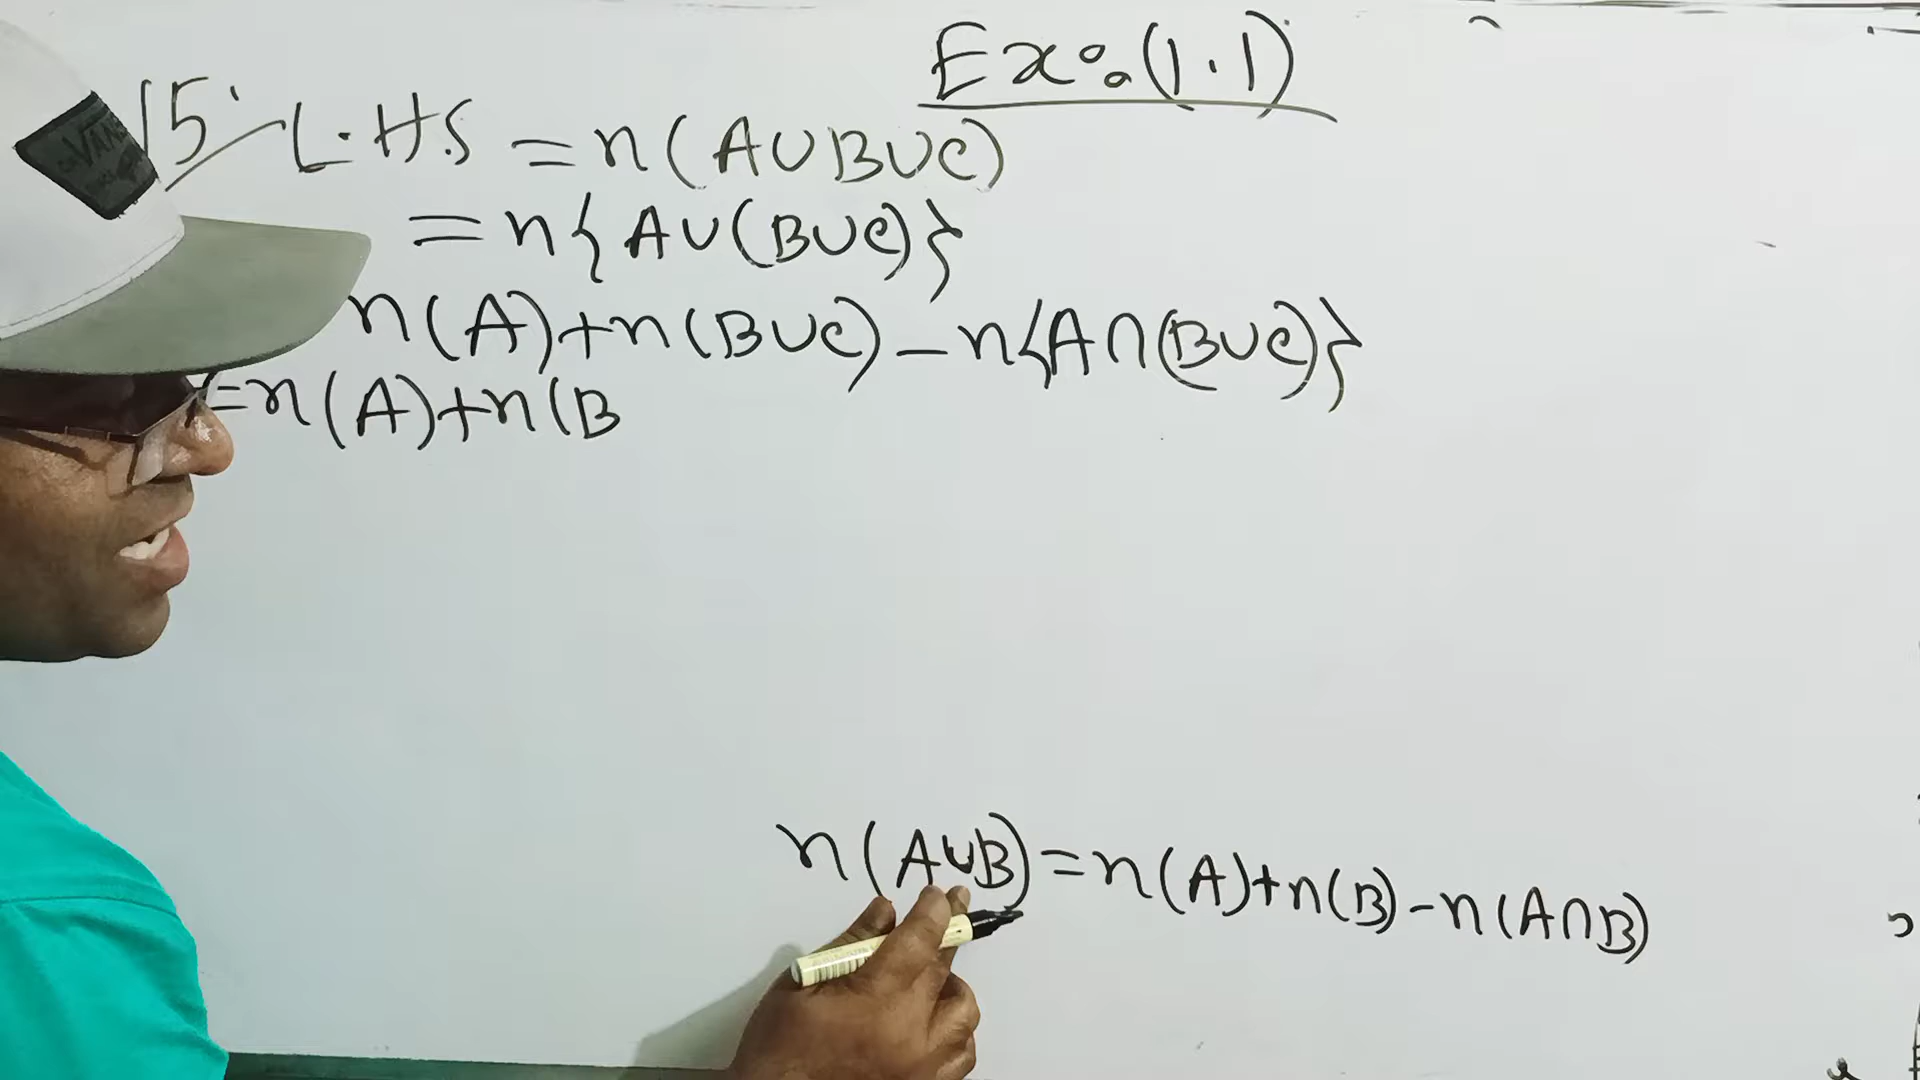 Ex:(1.1)
15. L.H.S = n(A∪B∪C)
= n{A∪(B∪C)}
n(A)+n(B∪C)-n{A∩(B∪C)}
=n(A)+n(B
n(A∪B)=n(A)+n(B)-n(A∩B)